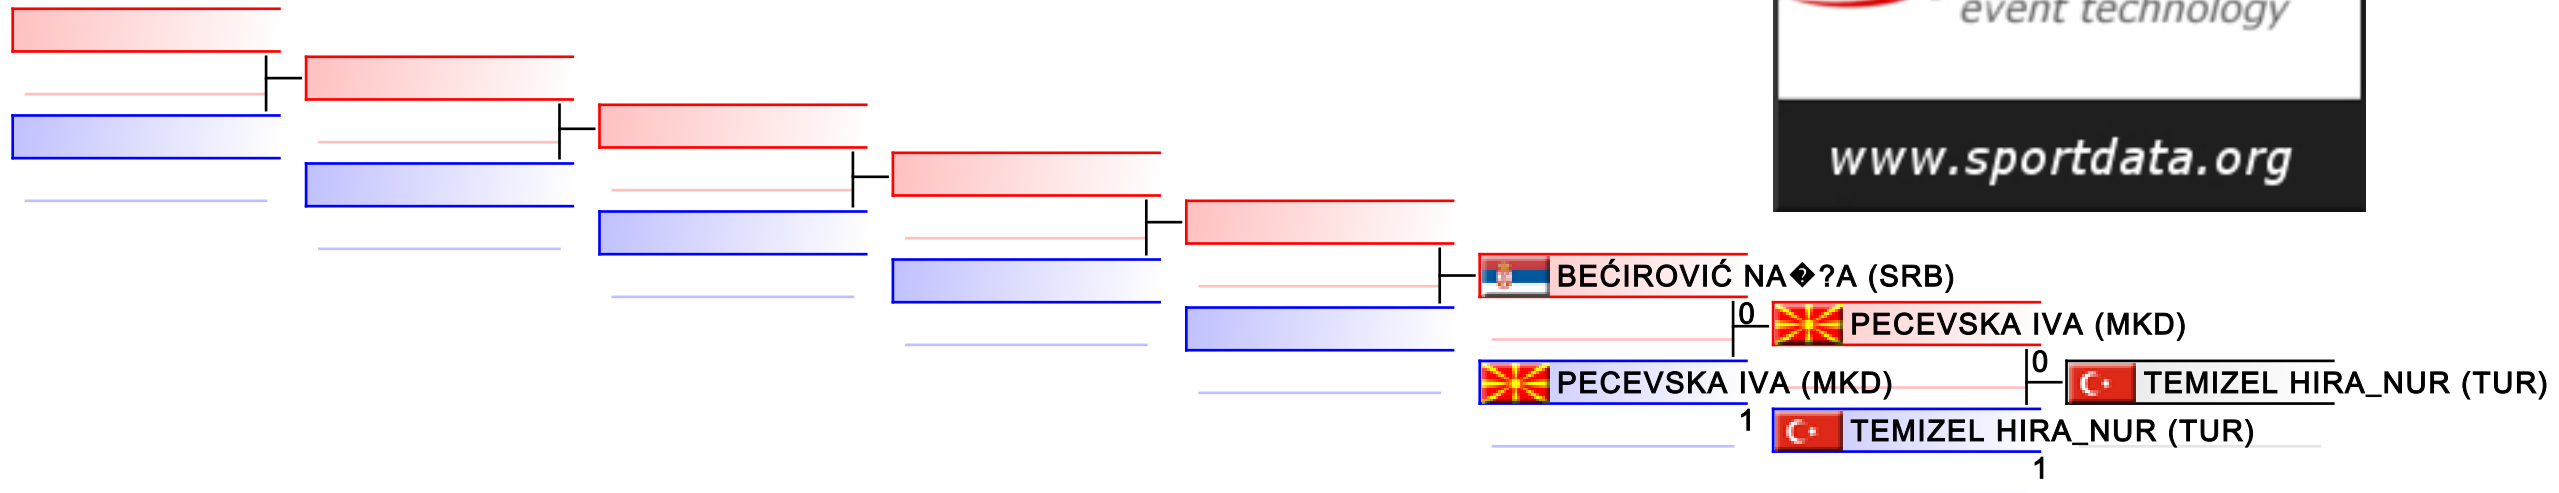 event technology
www.sportdata.org
BEĆIROVIĆ NA�?A (SRB)
0
PECEVSKA IVA (MKD)
0
PECEVSKA IVA (MKD)
TEMIZEL HIRA_NUR (TUR)
1
TEMIZEL HIRA_NUR (TUR)
1